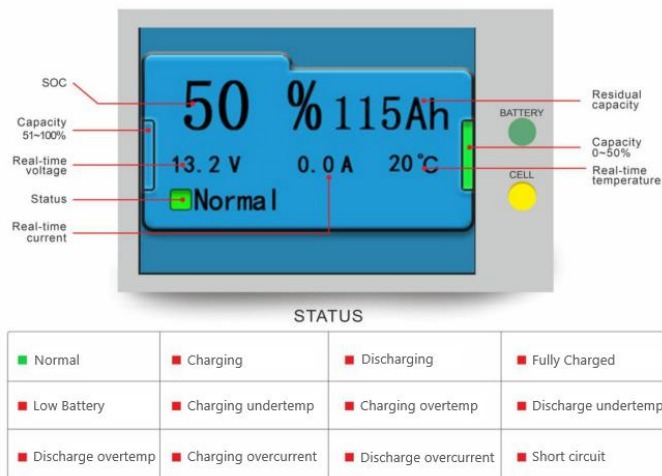 SOC
50 % 115Ah
Residual
capacity
Capacity
51~100%
BATTERY
Capacity
0~50%
Real-time
voltage
13.2 V 0.0 A 20℃
Real-time
temperature
CELL
Status
Normal
Real-time
current
STATUS
Normal Charging Discharging Fully Charged
Low Battery Charging undertemp Charging overtemp Discharge undertemp
Discharge overtemp Charging overcurrent Discharge overcurrent Short circuit